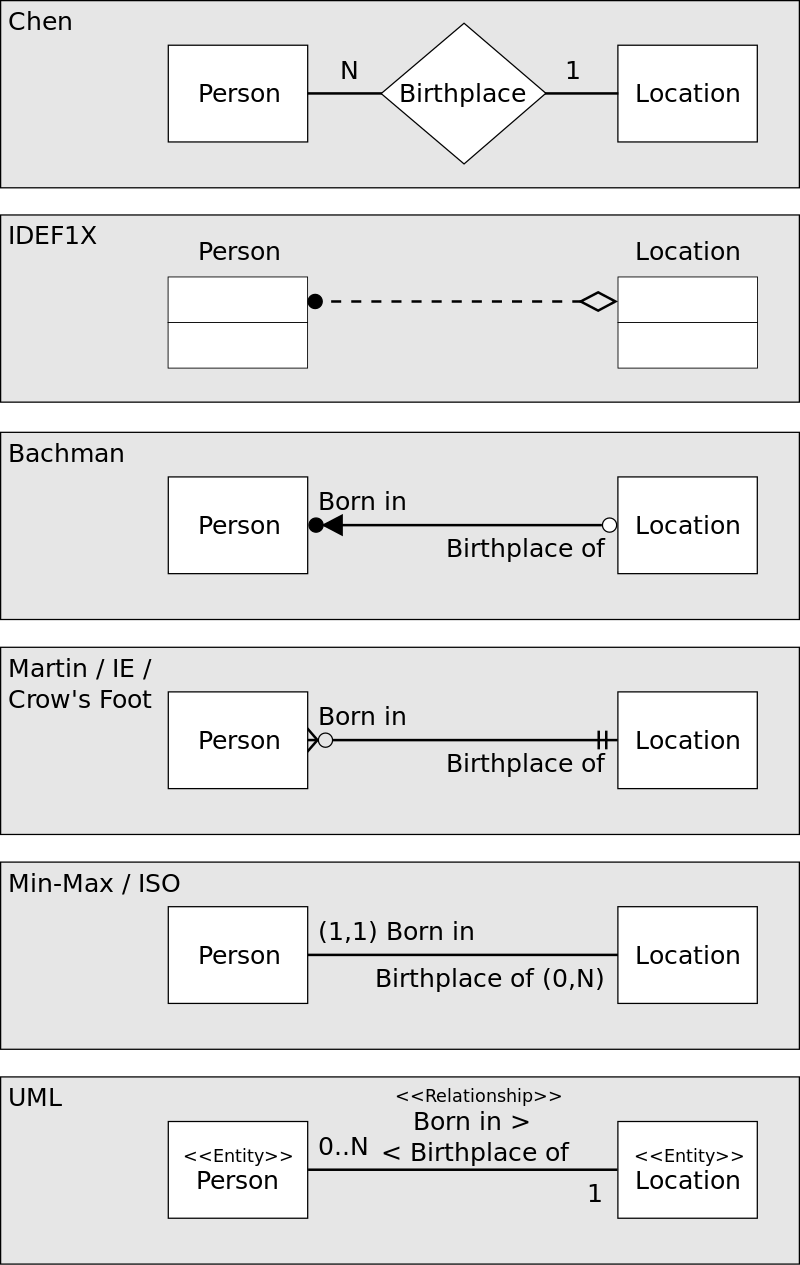 Chen
Person
N
Birthplace
1
Location
IDEF1X
Person
Location
Bachman
Person
Born in
Birthplace of
Location
Martin / IE /
Crow's Foot
Person
Born in
Birthplace of
Location
Min-Max / ISO
Person
(1,1) Born in
Birthplace of (0,N)
Location
UML
<<Entity>>
Person
0..N
<<Relationship>>
Born in >
< Birthplace of
1
<<Entity>>
Location